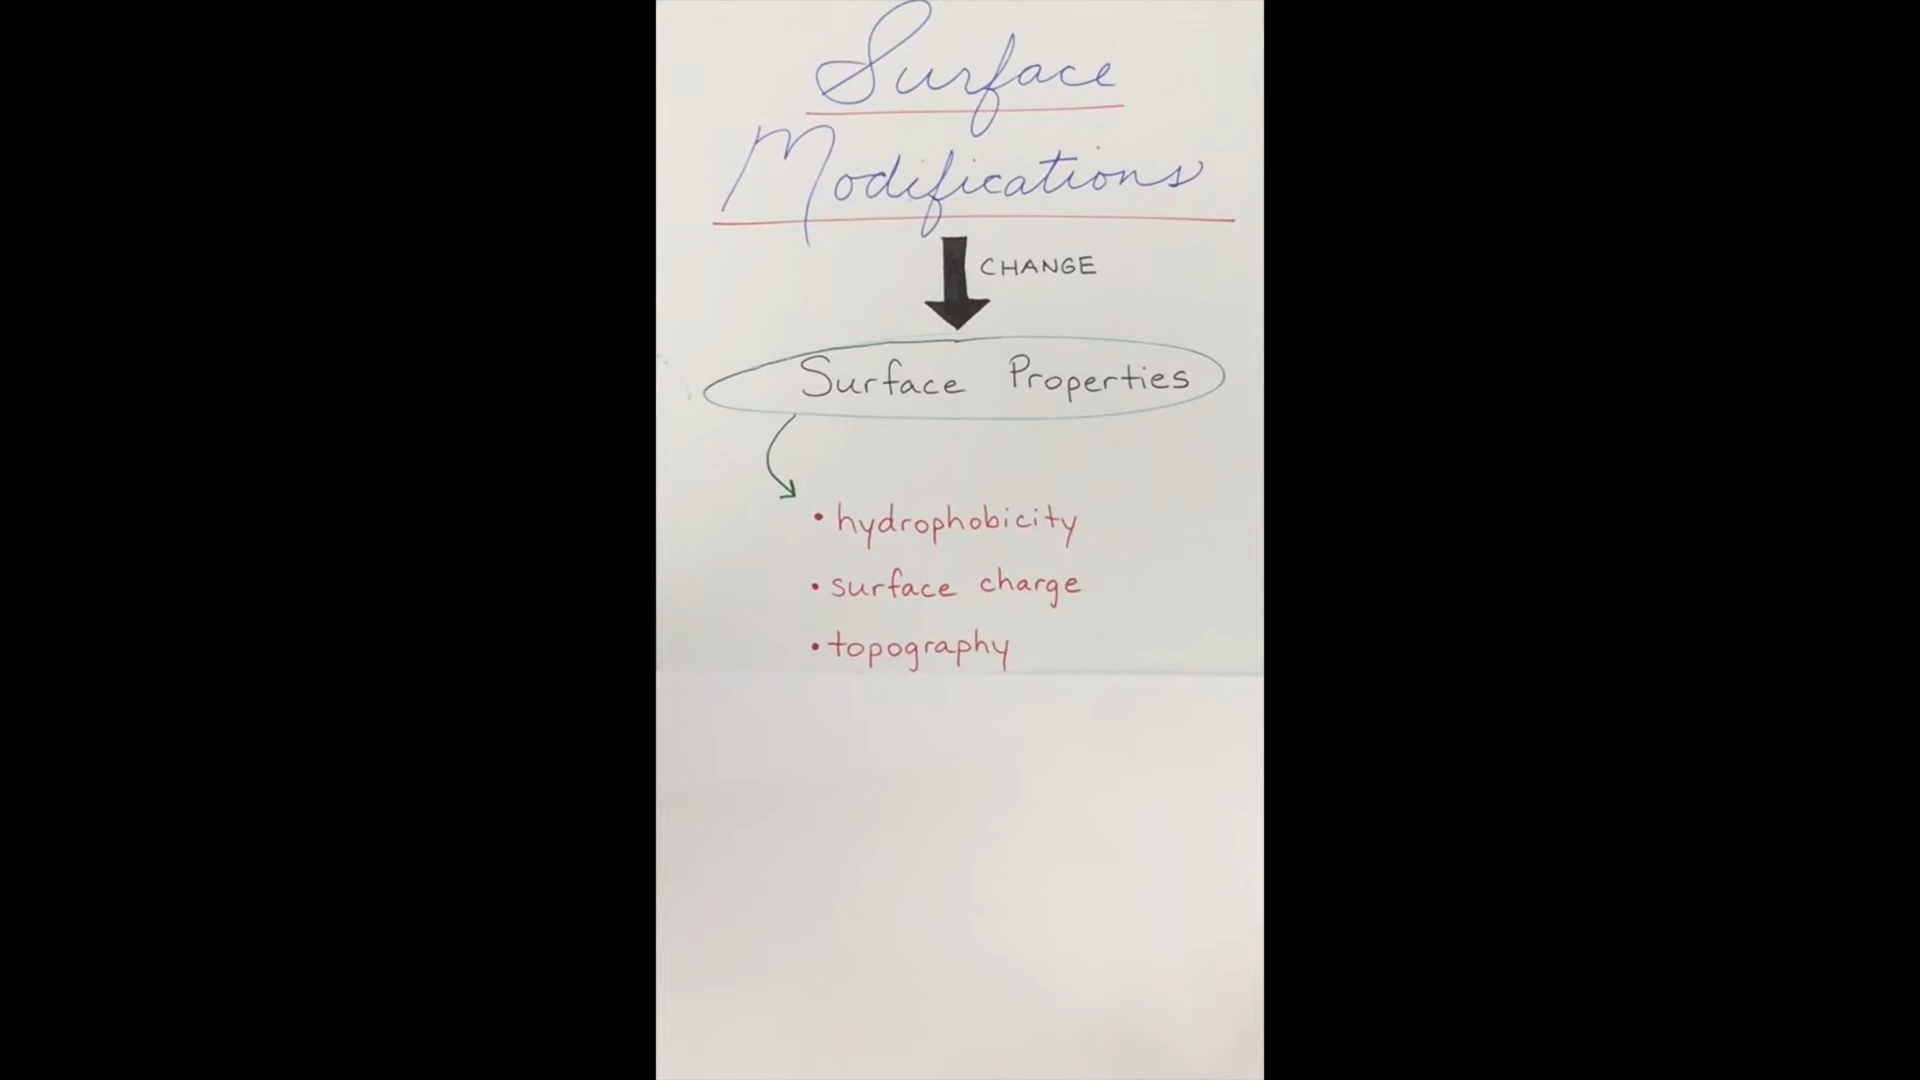 Surface
Modifications
CHANGE
Surface Properties
• hydrophobicity
• surface charge
• topography